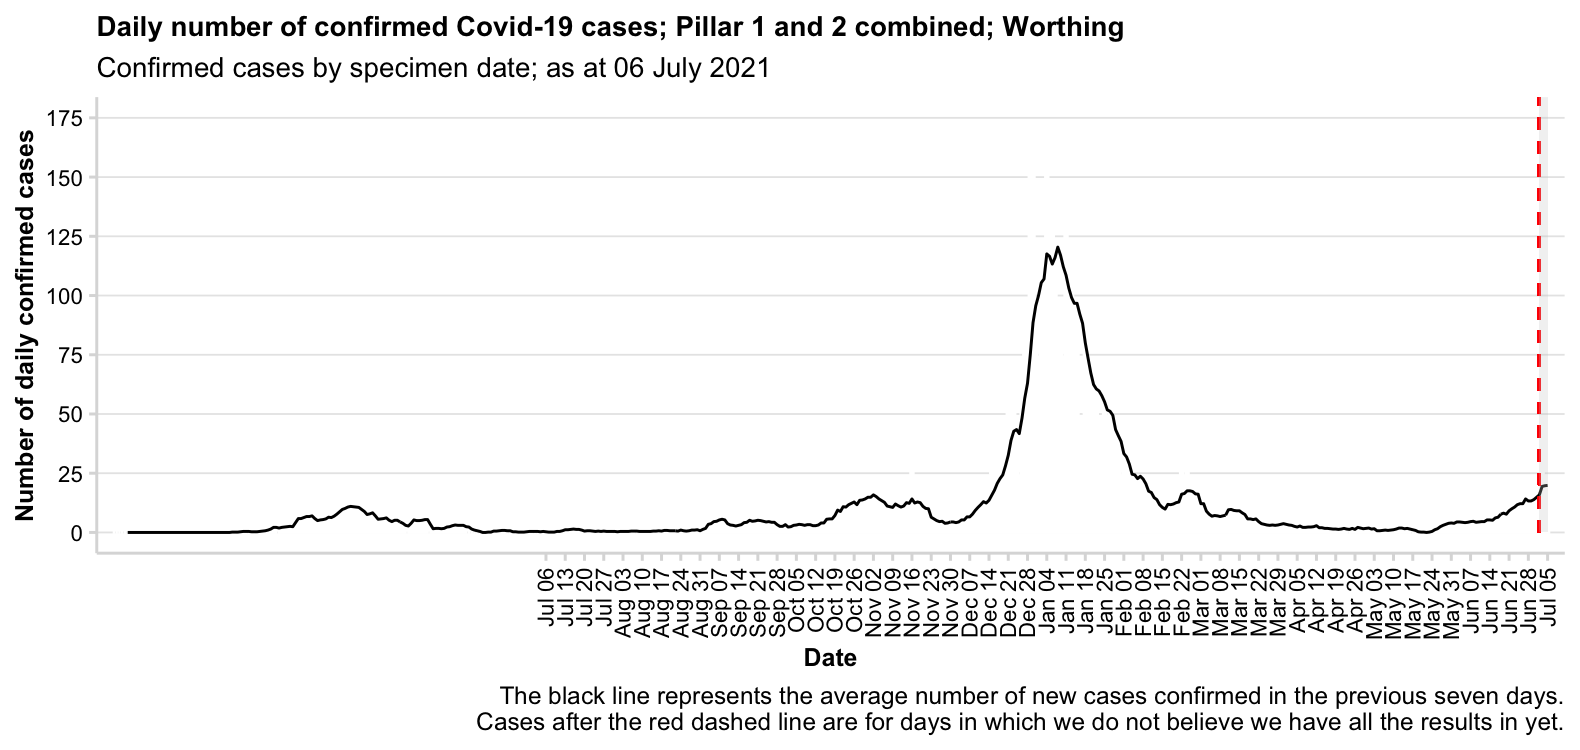 Daily number of confirmed Covid-19 cases; Pillar 1 and 2 combined; Worthing
Confirmed cases by specimen date; as at 06 July 2021
Number of daily confirmed cases
175
150
125
100
75
50
25
0
Jul 06
Jul 13
Jul 20
Jul 27
Aug 03
Aug 10
Aug 17
Aug 24
Aug 31
Sep 07
Sep 14
Sep 21
Sep 28
Oct 05
Oct 12
Oct 19
Oct 26
Nov 02
Nov 09
Nov 16
Nov 23
Nov 30
Dec 07
Dec 14
Dec 21
Dec 28
Jan 04
Jan 11
Jan 18
Jan 25
Feb 01
Feb 08
Feb 15
Feb 22
Mar 01
Mar 08
Mar 15
Mar 22
Mar 29
Apr 05
Apr 12
Apr 19
Apr 26
May 03
May 10
May 17
May 24
May 31
Jun 07
Jun 14
Jun 21
Jun 28
Jul 05
Date
The black line represents the average number of new cases confirmed in the previous seven days.
Cases after the red dashed line are for days in which we do not believe we have all the results in yet.